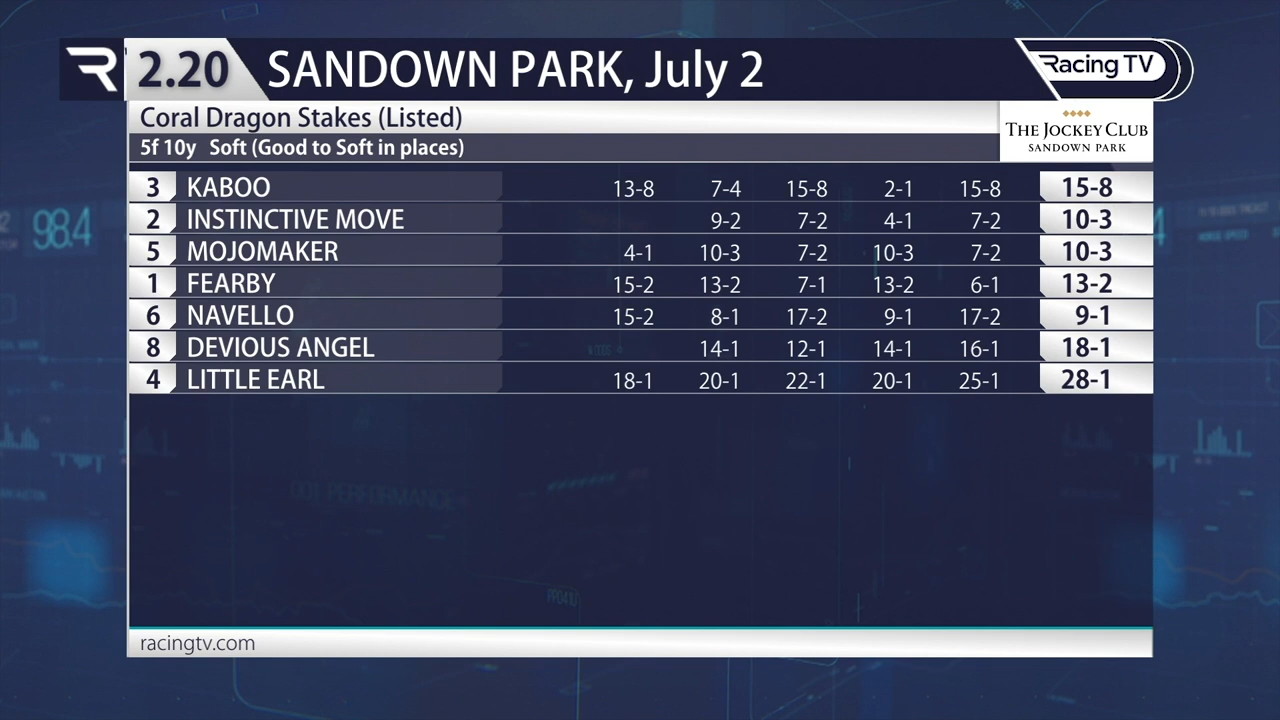 R 2.20 SANDOWN PARK, July 2 Racing TV
Coral Dragon Stakes (Listed)
THE JOCKEY CLUB
SANDOWN PARK
5f 10y Soft (Good to Soft in places)
3 KABOO 13-8 7-4 15-8 2-1 15-8 15-8
2 INSTINCTIVE MOVE 9-2 7-2 4-1 7-2 10-3
5 MOJOMAKER 4-1 10-3 7-2 10-3 7-2 10-3
1 FEARBY 15-2 13-2 7-1 13-2 6-1 13-2
6 NAVELLO 15-2 8-1 17-2 9-1 17-2 9-1
8 DEVIOUS ANGEL 14-1 12-1 14-1 16-1 18-1
4 LITTLE EARL 18-1 20-1 22-1 20-1 25-1 28-1
98.4
racingtv.com